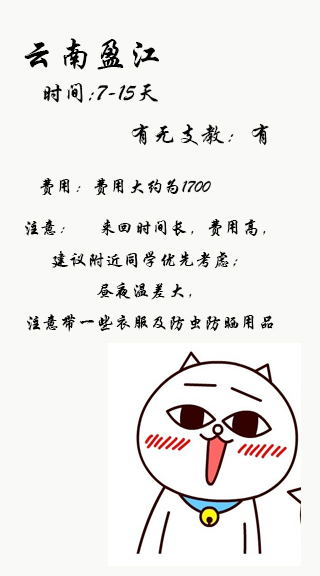 云南盈江
时间:7-15天
有无支教：有
费用：费用大约为1700
注意： 来回时间长，费用高，
建议附近同学优先考虑；
昼夜温差大，
注意带一些衣服及防虫防晒用品